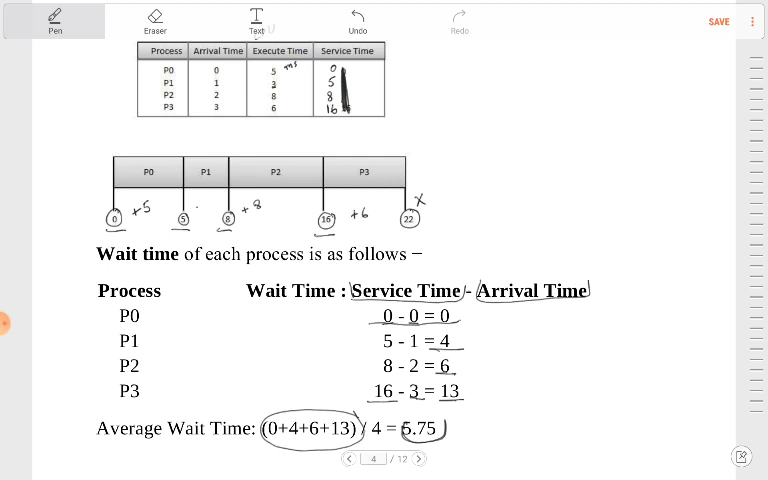 Pen Eraser Text Undo Redo SAVE
Process Arrival Time Execute Time Service Time
P0 0 5 ms 0
P1 1 3 5
P2 2 8 8
P3 3 6 16
P0 P1 P2 P3
0 +5 5 8 +8 16 +6 22 X
Wait time of each process is as follows −
Process Wait Time : Service Time - Arrival Time
P0 0 - 0 = 0
P1 5 - 1 = 4
P2 8 - 2 = 6
P3 16 - 3 = 13
Average Wait Time: (0+4+6+13) / 4 = 5.75
4 / 12